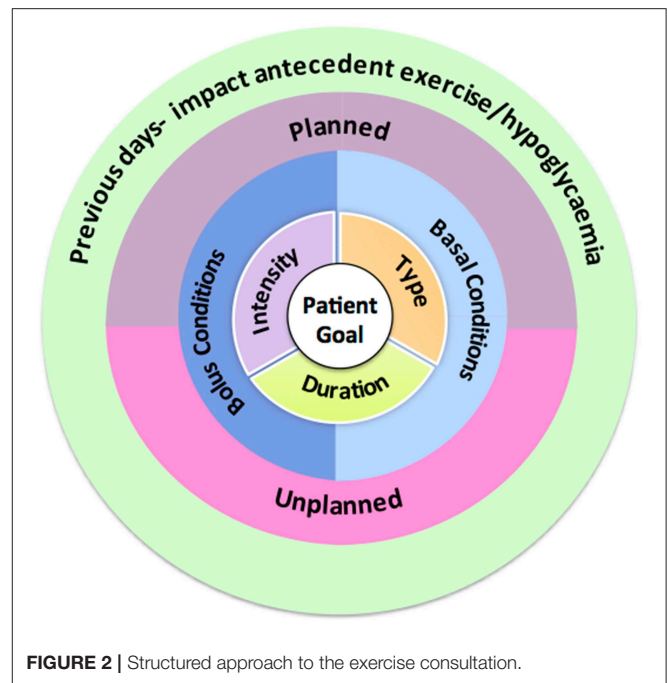 Previous days- impact antecedent exercise/hypoglycaemia
Planned
Bolus Conditions
Basal Conditions
Intensity
Type
Patient
Goal
Duration
Unplanned
FIGURE 2 | Structured approach to the exercise consultation.